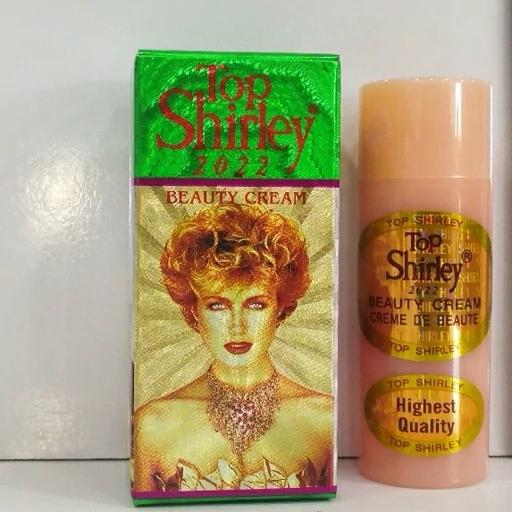 Top
Shirley®
2022
BEAUTY CREAM
TOP SHIRLEY
Top
Shirley®
2022
BEAUTY CREAM
CREME DE BEAUTE
TOP SHIRLEY
TOP SHIRLEY
Highest
Quality
TOP SHIRLEY